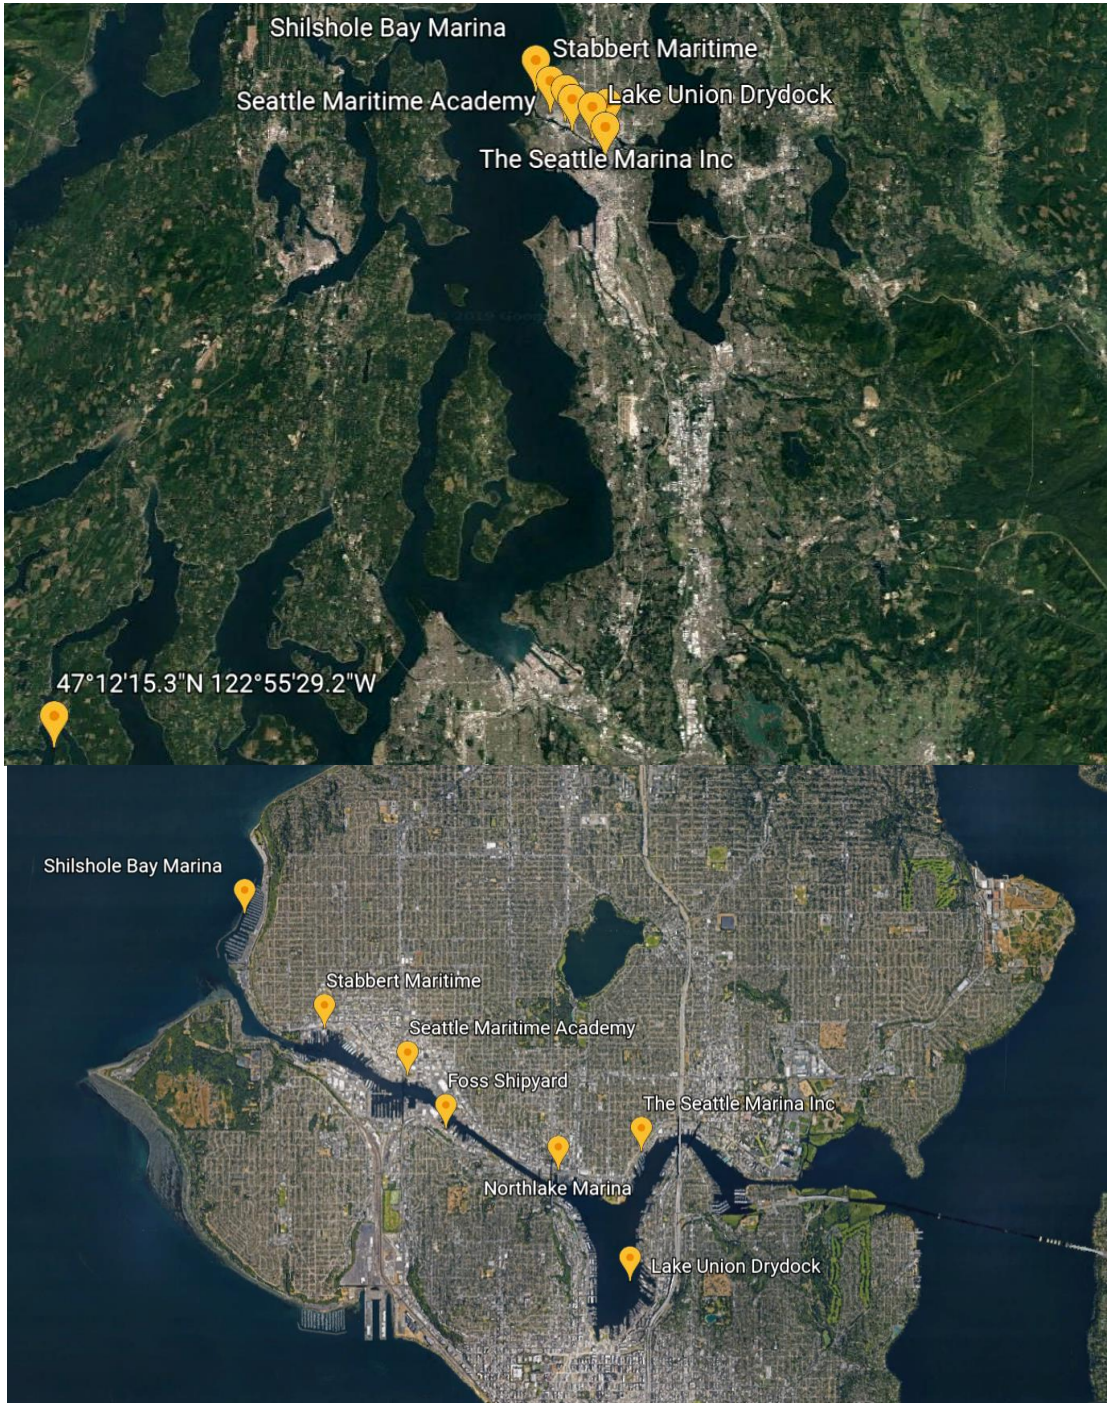 Shilshole Bay Marina
Stabbert Maritime
Seattle Maritime Academy
Lake Union Drydock
The Seattle Marina Inc
47°12'15.3"N 122°55'29.2"W
Shilshole Bay Marina
Stabbert Maritime
Seattle Maritime Academy
Foss Shipyard
The Seattle Marina Inc
Northlake Marina
Lake Union Drydock